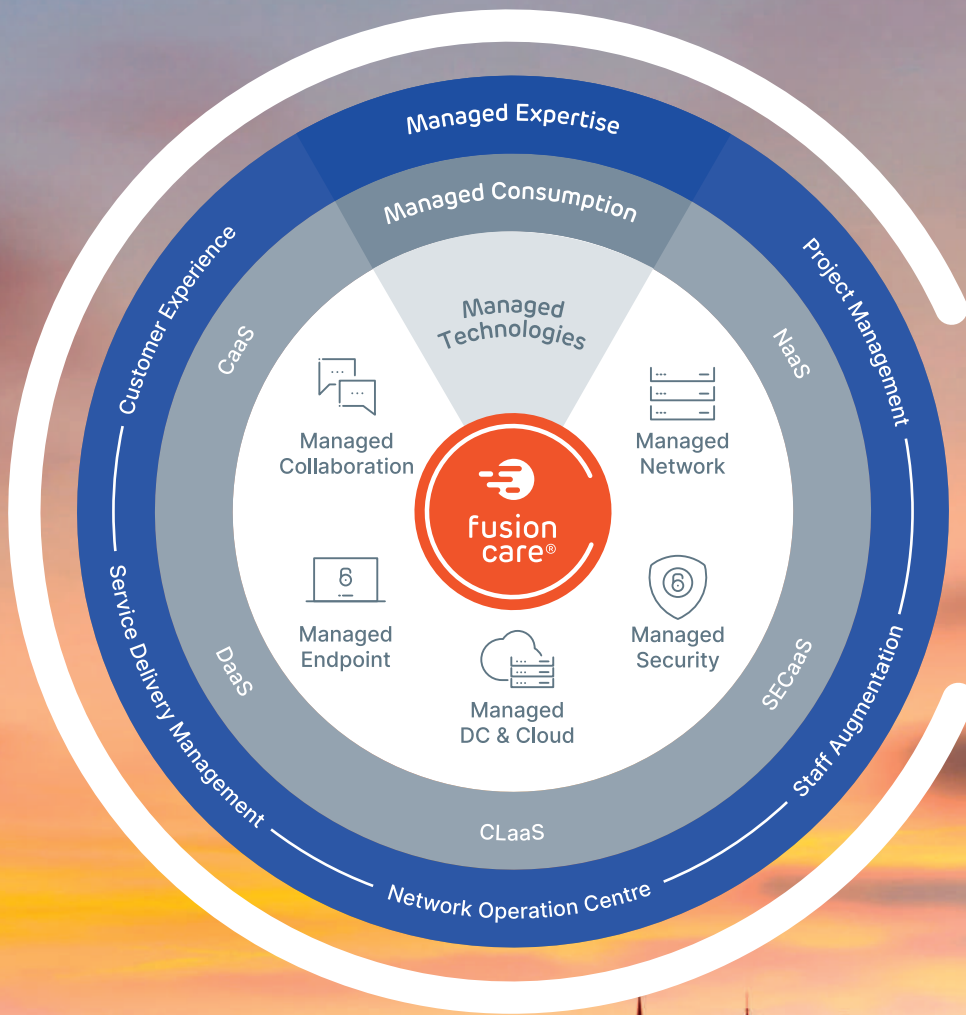 Managed Expertise
Managed Consumption
Managed
Technologies
Customer Experience
Project Management
CaaS
NaaS
Managed
Collaboration
Managed
Network
fusion
care®
Managed
Endpoint
Managed
Security
Managed
DC & Cloud
DaaS
SECaaS
Service Delivery Management
Staff Augmentation
CLaaS
Network Operation Centre